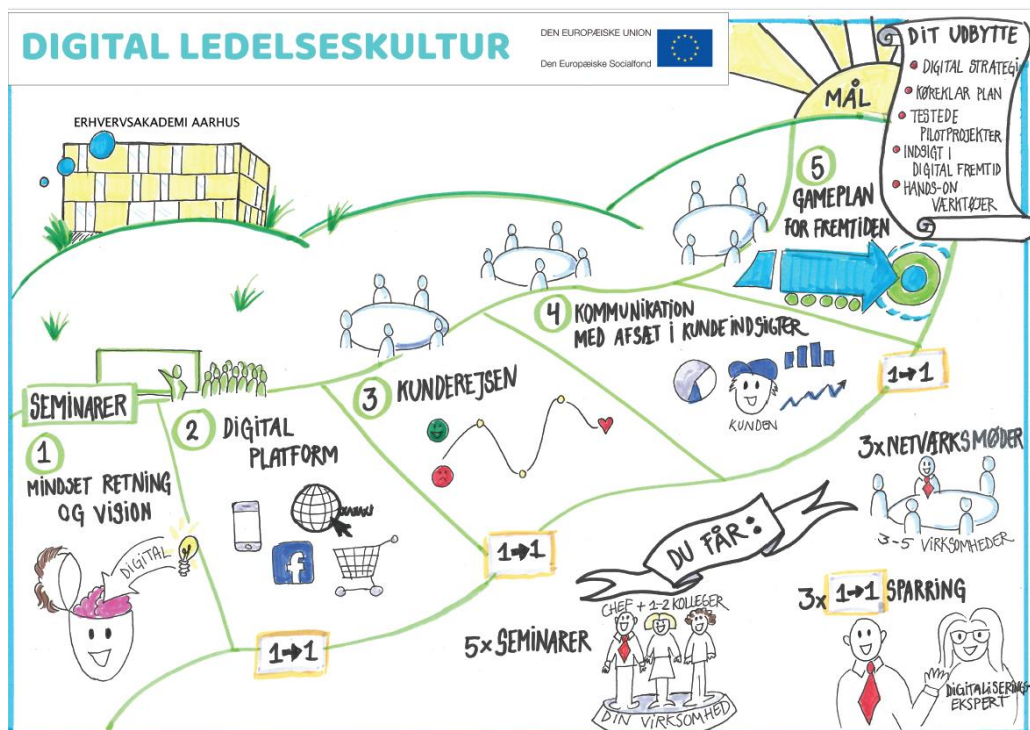 DIGITAL LEDELSESKULTUR
DEN EUROPÆISKE UNION
Den Europæiske Socialfond
ERHVERVSAKADEMI AARHUS
MÅL
DIT UDBYTTE
DIGITAL STRATEGI
KØREKLAR PLAN
TESTEDE
PILOTPROJEKTER
INDSIGT I
DIGITAL FREMTID
HANDS-ON
VÆRKTØJER
SEMINARER
1
MINDSET RETNING
OG VISION
DIGITAL
2
DIGITAL
PLATFORM
f
3
KUNDEREJSEN
4
KOMMUNIKATION
MED AFSÆT I KUNDEINDSIGTER
KUNDEN
5
GAMEPLAN
FOR FREMTIDEN
1→1
1→1
1→1
DU FÅR:
5x SEMINARER
CHEF + 1-2 KOLLEGER
DIN VIRKSOMHED
3x NETVÆRKSMØDER
3-5 VIRKSOMHEDER
3x 1→1 SPARRING
DIGITALISERINGS-
EKSPERT